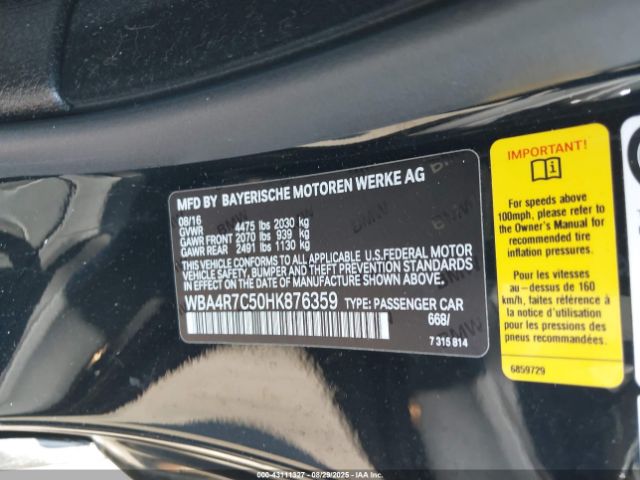 MFD BY BAYERISCHE MOTOREN WERKE AG
08/16
GVWR 4475 lbs 2030 kg
GAWR FRONT 2070 lbs 939 kg
GAWR REAR 2491 lbs 1130 kg
THIS VEHICLE CONFORMS TO ALL APPLICABLE U.S.FEDERAL MOTOR
VEHICLE SAFETY, BUMPER, AND THEFT PREVENTION STANDARDS
IN EFFECT ON THE DATE OF MANUFACTURE SHOWN ABOVE.
WBA4R7C50HK876359 TYPE: PASSENGER CAR
668/
7 315 814
IMPORTANT!
For speeds above
100mph, please refer to
the Owner's Manual for
recommended
inflation pressures.
Pour les vitesses
au-dessus de 160
km/h, faites référence à
la notice d'utilisation
pour les pressions des
pneus recommandées.
6859729
000-43111327 - 08/29/2025 - IAAHQ